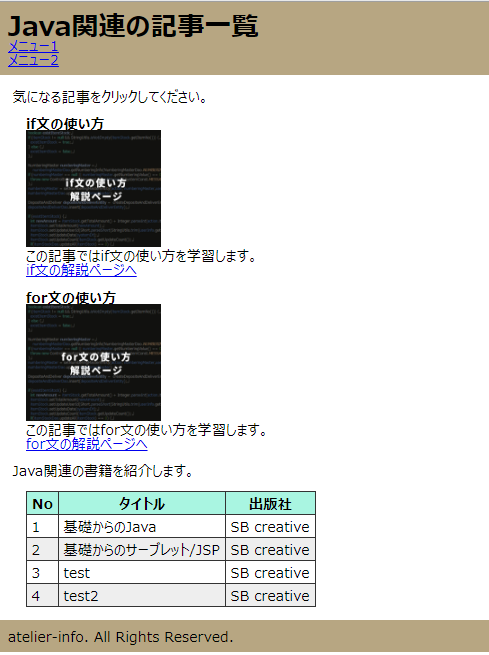 Java関連の記事一覧
メニュー1
メニュー2
気になる記事をクリックしてください。
if文の使い方
if文の使い方
解説ページ
この記事ではif文の使い方を学習します。
if文の解説ページへ
for文の使い方
for文の使い方
解説ページ
この記事ではfor文の使い方を学習します。
for文の解説ページへ
Java関連の書籍を紹介します。
No タイトル 出版社
1 基礎からのJava SB creative
2 基礎からのサーブレット/JSP SB creative
3 test SB creative
4 test2 SB creative
atelier-info. All Rights Reserved.